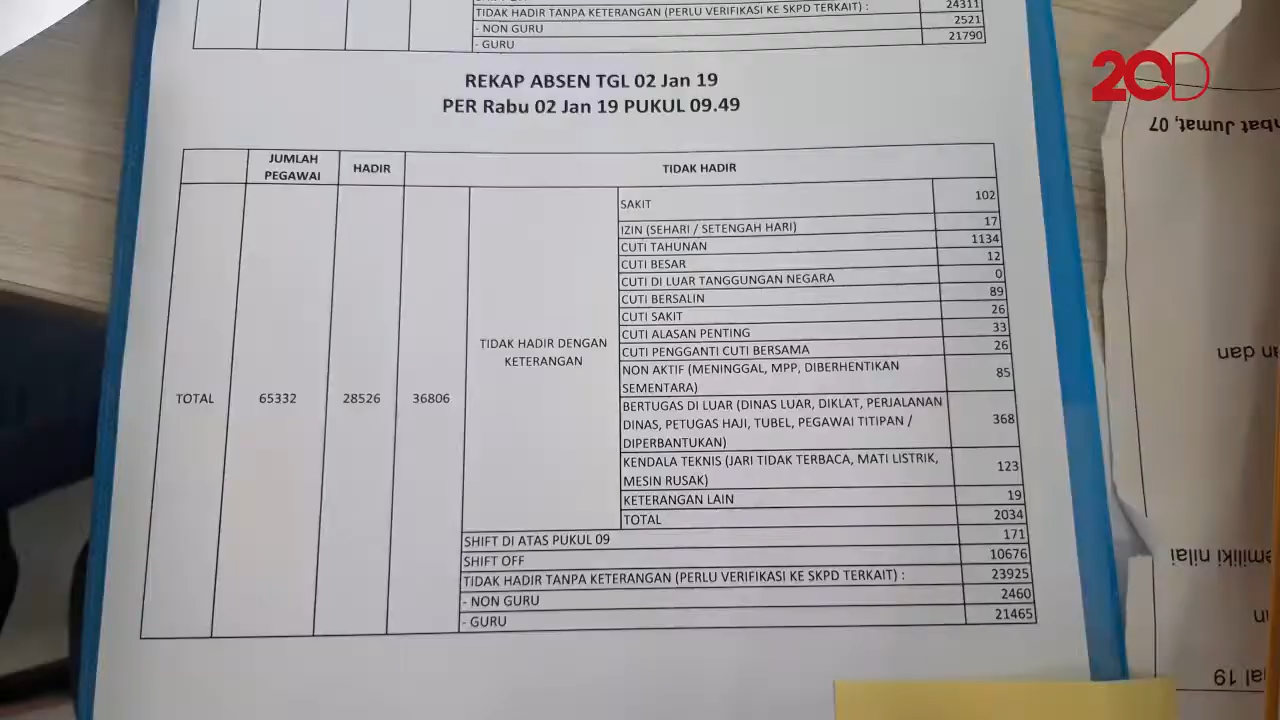 TIDAK HADIR TANPA KETERANGAN (PERLU VERIFIKASI KE SKPD TERKAIT) : 24311
- NON GURU 2521
- GURU 21790
20D
REKAP ABSEN TGL 02 Jan 19
PER Rabu 02 Jan 19 PUKUL 09.49
JUMLAH PEGAWAI HADIR TIDAK HADIR
TOTAL 65332 28526 36806
TIDAK HADIR DENGAN
KETERANGAN
SAKIT 102
IZIN (SEHARI / SETENGAH HARI) 17
CUTI TAHUNAN 1134
CUTI BESAR 12
CUTI DI LUAR TANGGUNGAN NEGARA 0
CUTI BERSALIN 89
CUTI SAKIT 26
CUTI ALASAN PENTING 33
CUTI PENGGANTI CUTI BERSAMA 26
NON AKTIF (MENINGGAL, MPP, DIBERHENTIKAN
SEMENTARA) 85
BERTUGAS DI LUAR (DINAS LUAR, DIKLAT, PERJALANAN
DINAS, PETUGAS HAJI, TUBEL, PEGAWAI TITIPAN / 368
DIPERBANTUKAN)
KENDALA TEKNIS (JARI TIDAK TERBACA, MATI LISTRIK,
MESIN RUSAK) 123
KETERANGAN LAIN 19
TOTAL 2034
SHIFT DI ATAS PUKUL 09 171
SHIFT OFF 10676
TIDAK HADIR TANPA KETERANGAN (PERLU VERIFIKASI KE SKPD TERKAIT) : 23925
- NON GURU 2460
- GURU 21465
Jumat, 07
dan
nilai
19